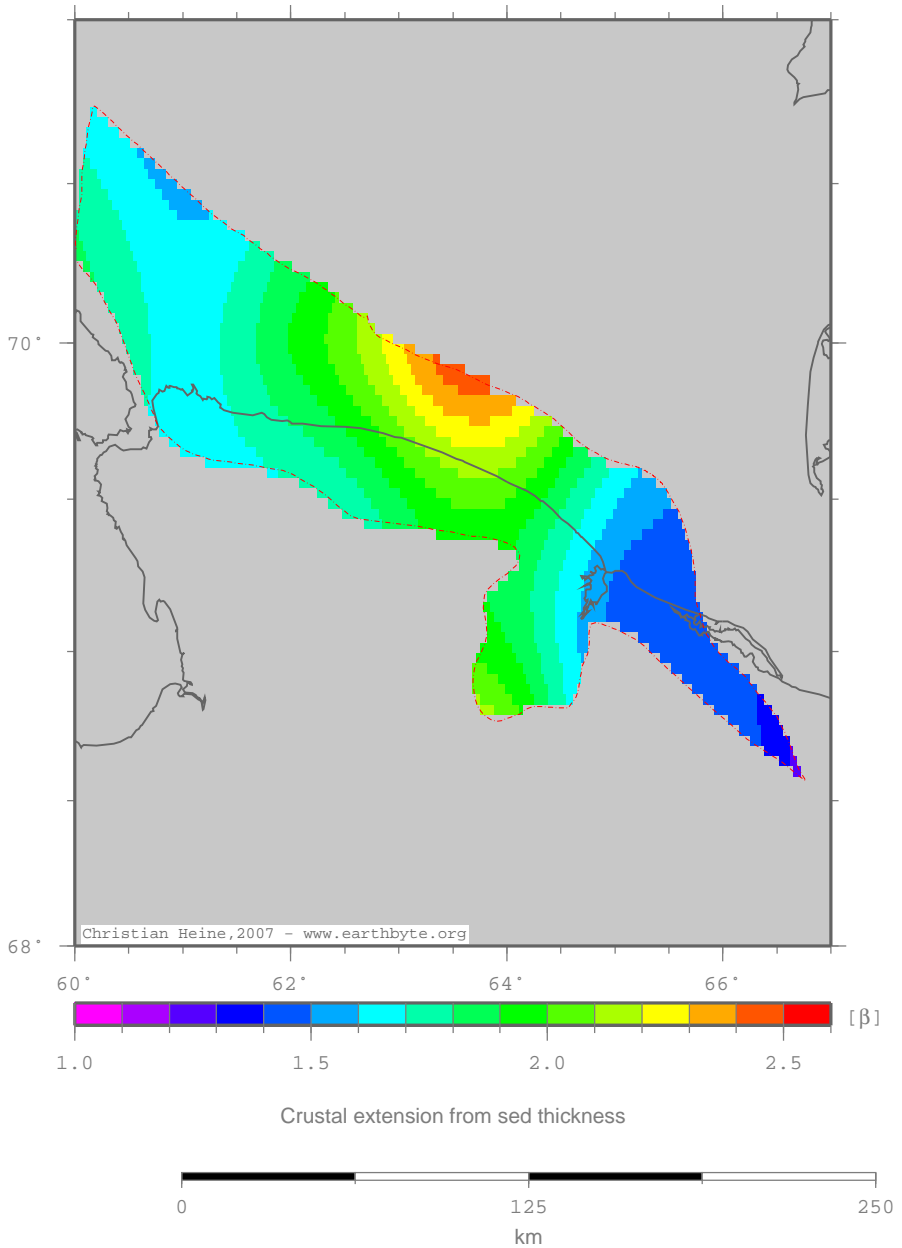 70°
Christian Heine,2007 - www.earthbyte.org
68°
60° 62° 64° 66°
[β]
1.0 1.5 2.0 2.5
Crustal extension from sed thickness
0 125 250
km